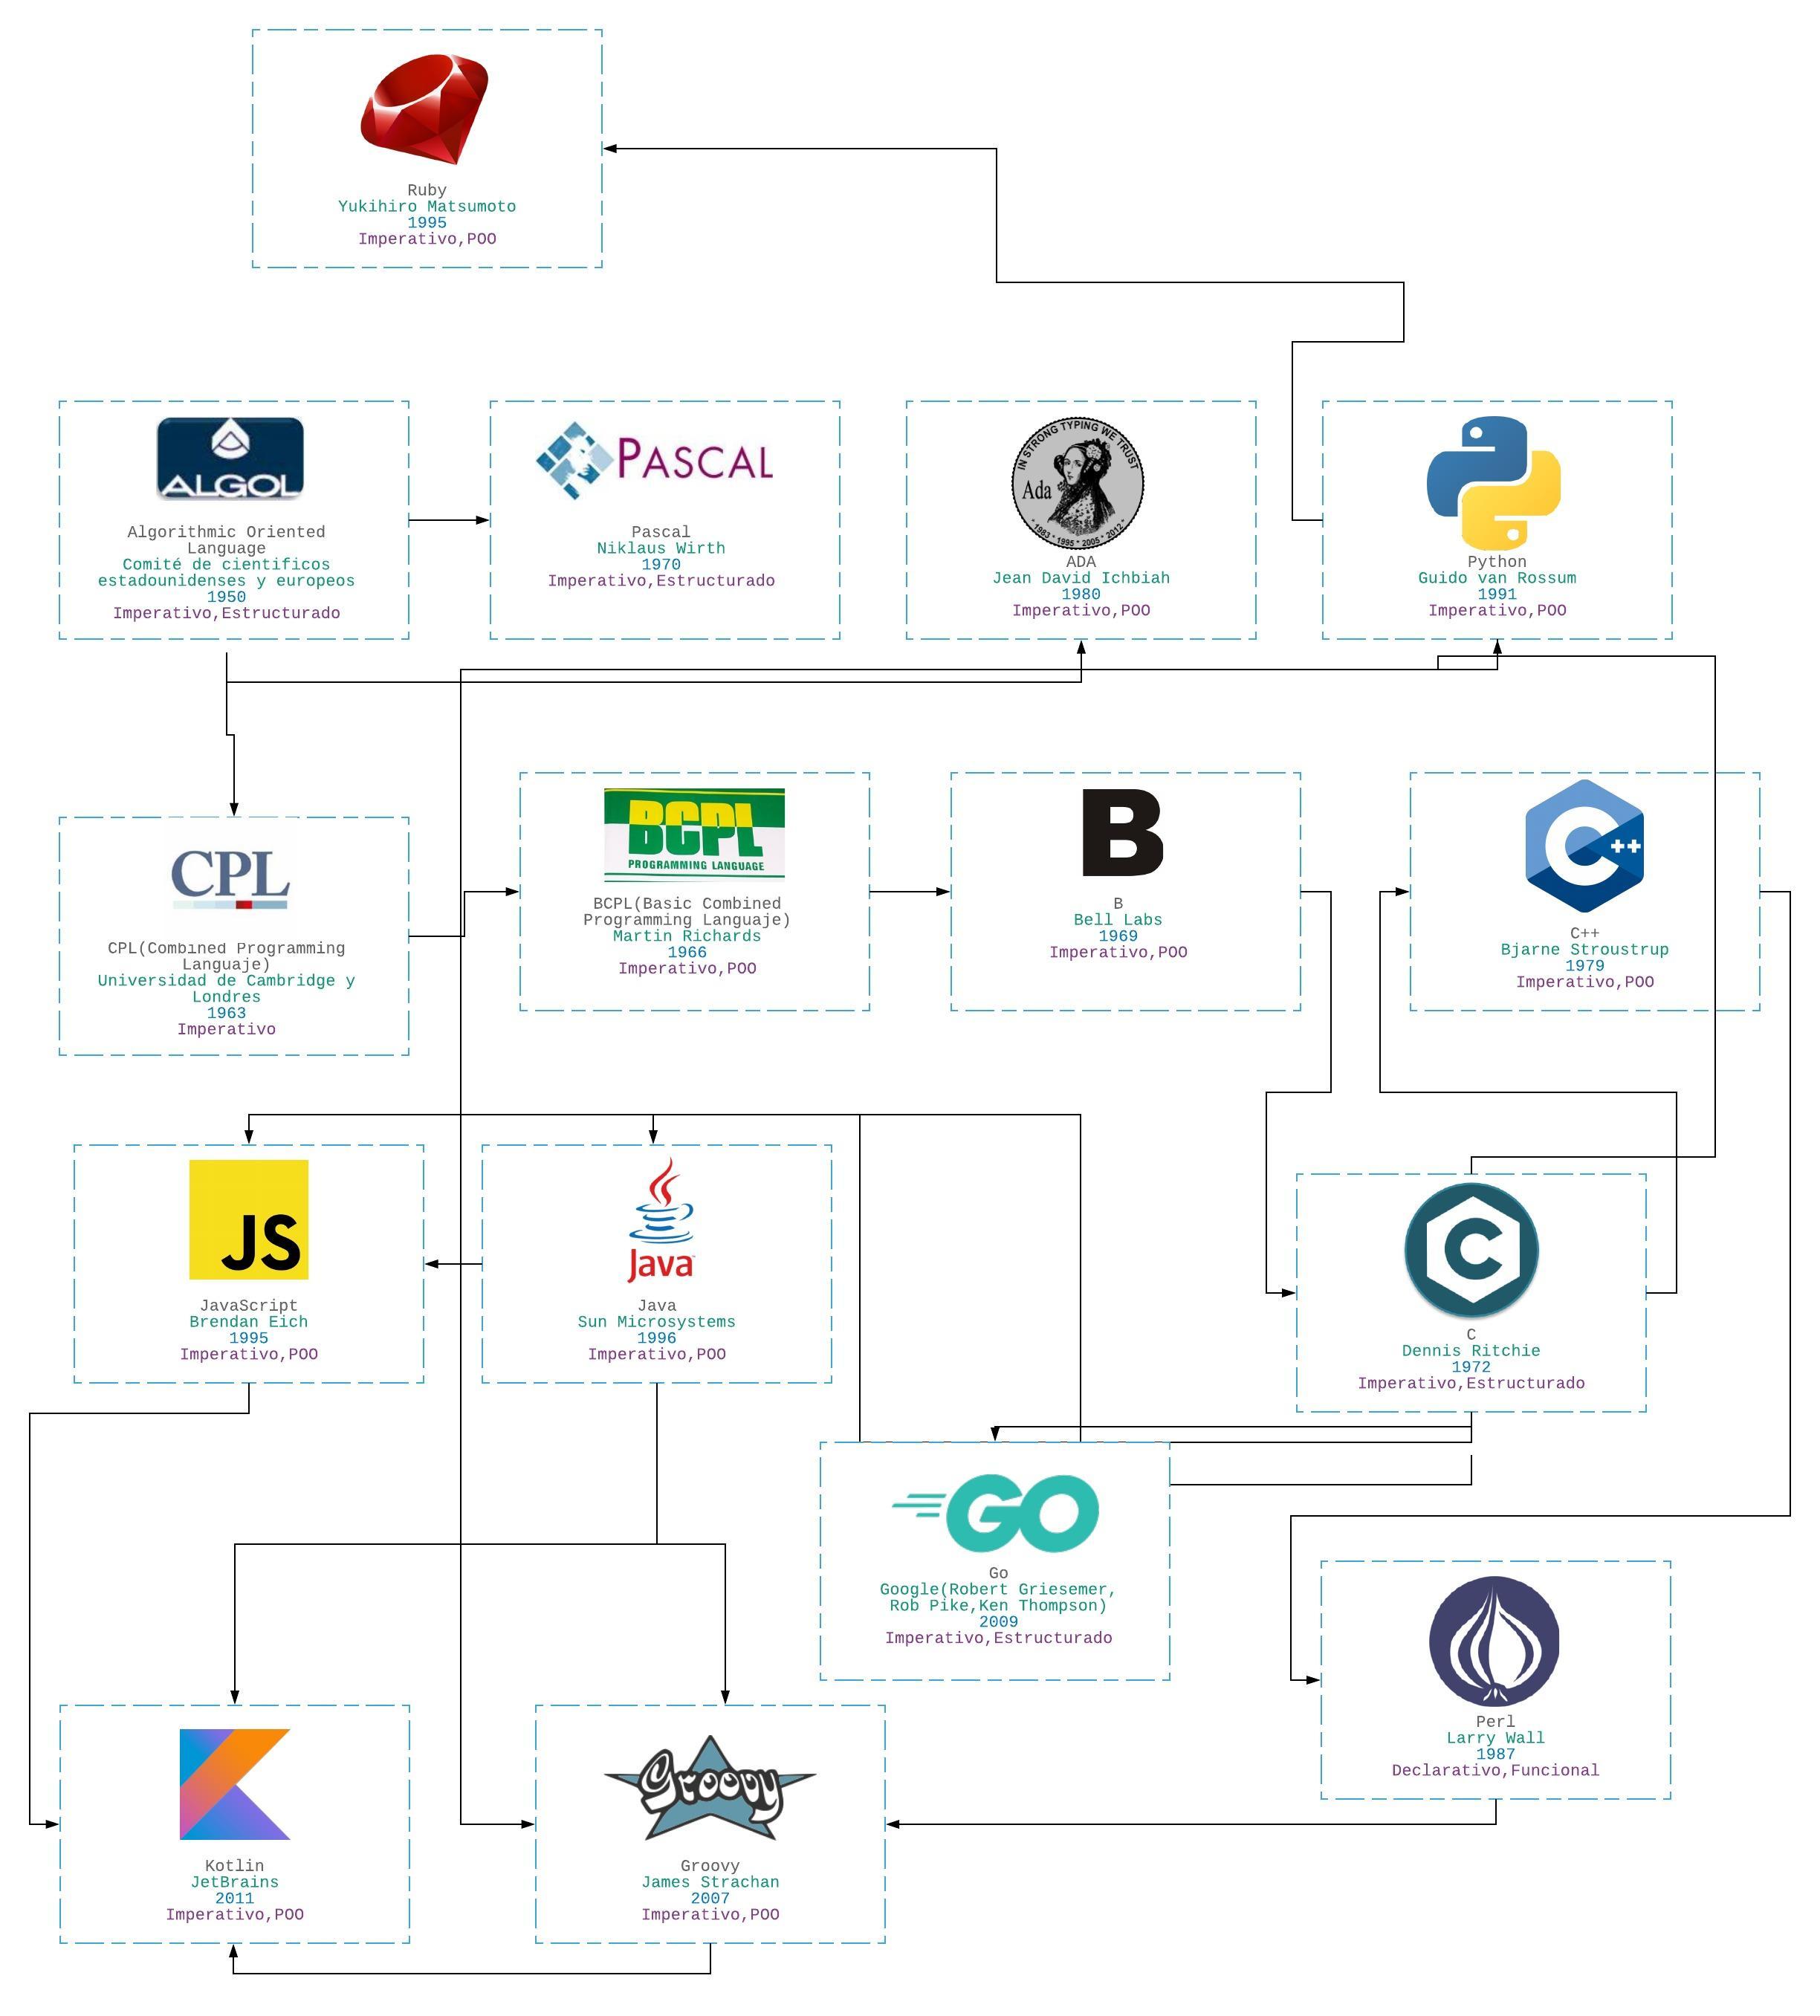 Ruby
Yukihiro Matsumoto
1995
Imperativo,POO
ALGOL
Algorithmic Oriented
Language
Comité de cientificos
estadounidenses y europeos
1950
Imperativo,Estructurado
PASCAL
Pascal
Niklaus Wirth
1970
Imperativo,Estructurado
IN STRONG TYPING WE TRUST
Ada
* 1983 * 1995 * 2005 * 2012 *
ADA
Jean David Ichbiah
1980
Imperativo,POO
Python
Guido van Rossum
1991
Imperativo,POO
CPL
CPL(Combined Programming
Languaje)
Universidad de Cambridge y
Londres
1963
Imperativo
BCPL
PROGRAMMING LANGUAGE
BCPL(Basic Combined
Programming Languaje)
Martin Richards
1966
Imperativo,POO
B
B
Bell Labs
1969
Imperativo,POO
C++
C++
Bjarne Stroustrup
1979
Imperativo,POO
JS
JavaScript
Brendan Eich
1995
Imperativo,POO
Java
Java
Sun Microsystems
1996
Imperativo,POO
C
C
Dennis Ritchie
1972
Imperativo,Estructurado
GO
Go
Google(Robert Griesemer,
Rob Pike,Ken Thompson)
2009
Imperativo,Estructurado
Perl
Larry Wall
1987
Declarativo,Funcional
Kotlin
JetBrains
2011
Imperativo,POO
Groovy
Groovy
James Strachan
2007
Imperativo,POO